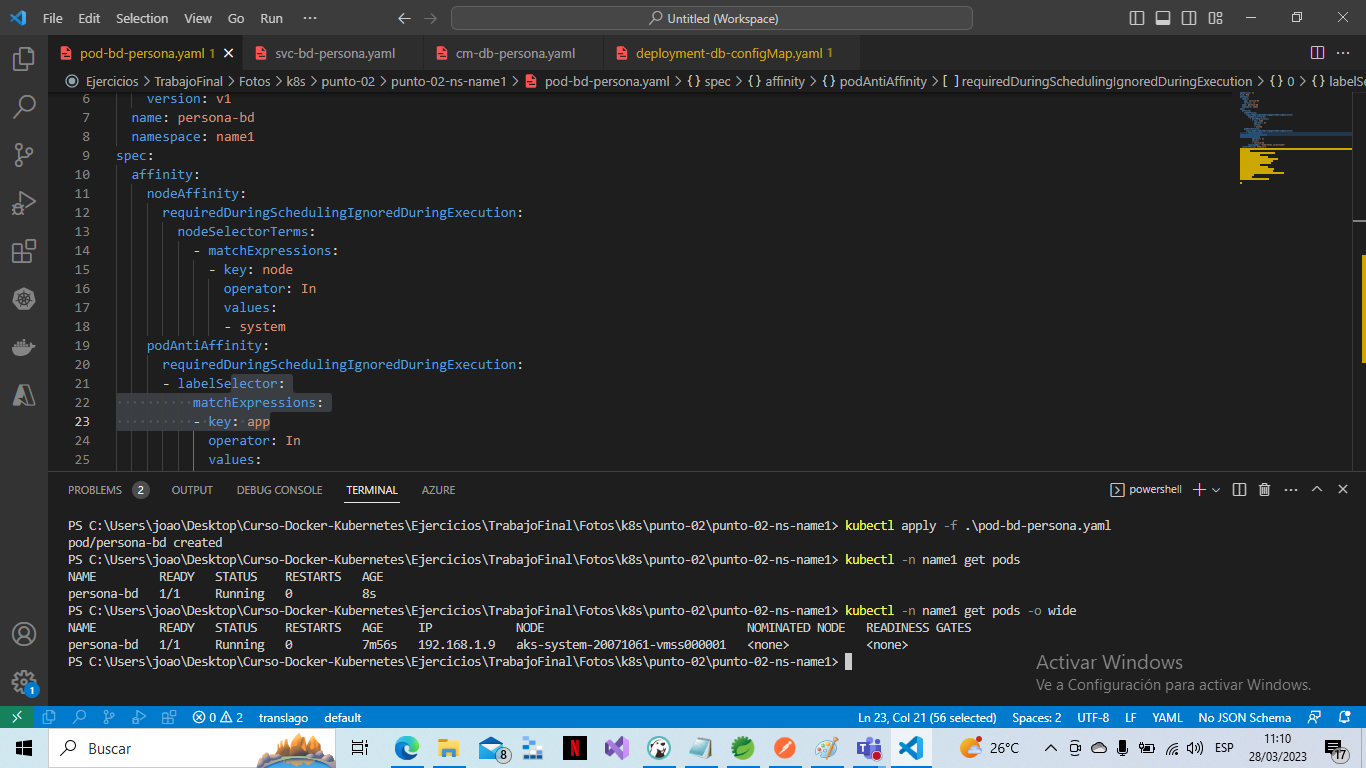 File Edit Selection View Go Run ··· Untitled (Workspace)
pod-bd-persona.yaml 1 svc-bd-persona.yaml cm-db-persona.yaml deployment-db-configMap.yaml 1
Ejercicios > TrabajoFinal > Fotos > k8s > punto-02 > punto-02-ns-name1 > pod-bd-persona.yaml > {} spec > {} affinity > {} podAntiAffinity > [ ] requiredDuringSchedulingIgnoredDuringExecution > {} 0 > {} labelSe
6 version: v1
7 name: persona-bd
8 namespace: name1
9 spec:
10 affinity:
11 nodeAffinity:
12 requiredDuringSchedulingIgnoredDuringExecution:
13 nodeSelectorTerms:
14 - matchExpressions:
15 - key: node
16 operator: In
17 values:
18 - system
19 podAntiAffinity:
20 requiredDuringSchedulingIgnoredDuringExecution:
21 - labelSelector:
22 matchExpressions:
23 - key: app
24 operator: In
25 values:
PROBLEMS 2 OUTPUT DEBUG CONSOLE TERMINAL AZURE powershell
PS C:\Users\joao\Desktop\Curso-Docker-Kubernetes\Ejercicios\TrabajoFinal\Fotos\k8s\punto-02\punto-02-ns-name1> kubectl apply -f .\pod-bd-persona.yaml
pod/persona-bd created
PS C:\Users\joao\Desktop\Curso-Docker-Kubernetes\Ejercicios\TrabajoFinal\Fotos\k8s\punto-02\punto-02-ns-name1> kubectl -n name1 get pods
NAME READY STATUS RESTARTS AGE
persona-bd 1/1 Running 0 8s
PS C:\Users\joao\Desktop\Curso-Docker-Kubernetes\Ejercicios\TrabajoFinal\Fotos\k8s\punto-02\punto-02-ns-name1> kubectl -n name1 get pods -o wide
NAME READY STATUS RESTARTS AGE IP NODE NOMINATED NODE READINESS GATES
persona-bd 1/1 Running 0 7m56s 192.168.1.9 aks-system-20071061-vmss000001 <none> <none>
PS C:\Users\joao\Desktop\Curso-Docker-Kubernetes\Ejercicios\TrabajoFinal\Fotos\k8s\punto-02\punto-02-ns-name1>
Activar Windows
Ve a Configuración para activar Windows.
1
0 2 translago default Ln 23, Col 21 (56 selected) Spaces: 2 UTF-8 LF YAML No JSON Schema
Buscar 8 N 26°C ESP 11:10
28/03/2023 17